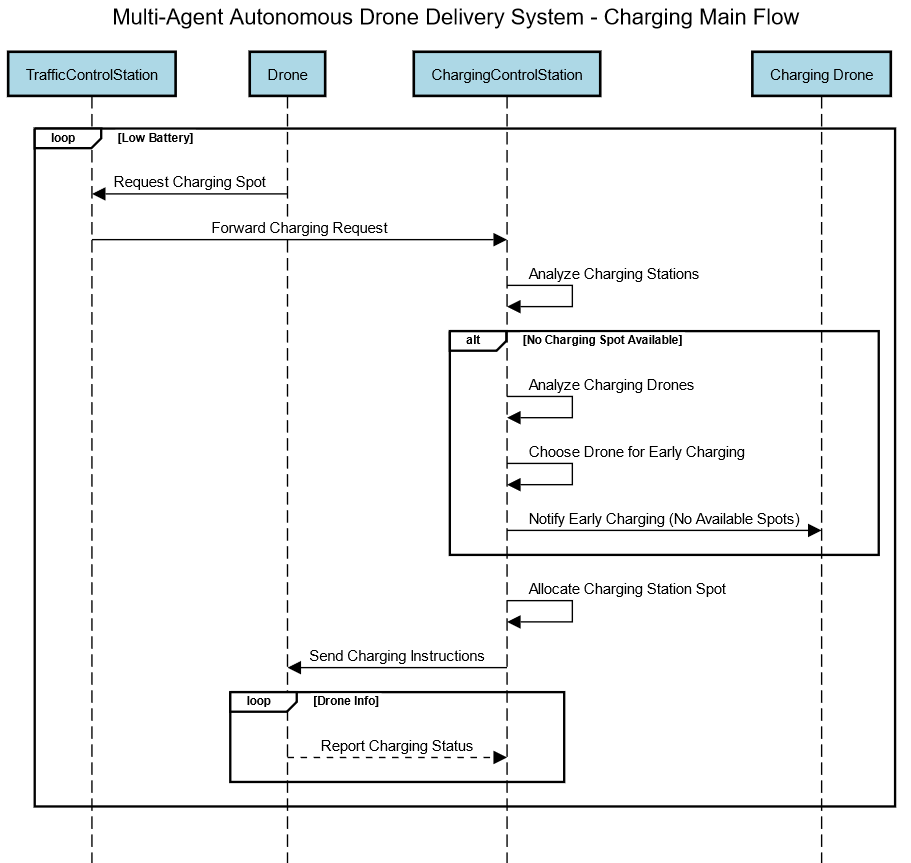 Multi-Agent Autonomous Drone Delivery System - Charging Main Flow
TrafficControlStation
Drone
ChargingControlStation
Charging Drone
loop
[Low Battery]
Request Charging Spot
Forward Charging Request
Analyze Charging Stations
alt
[No Charging Spot Available]
Analyze Charging Drones
Choose Drone for Early Charging
Notify Early Charging (No Available Spots)
Allocate Charging Station Spot
Send Charging Instructions
loop
[Drone Info]
Report Charging Status